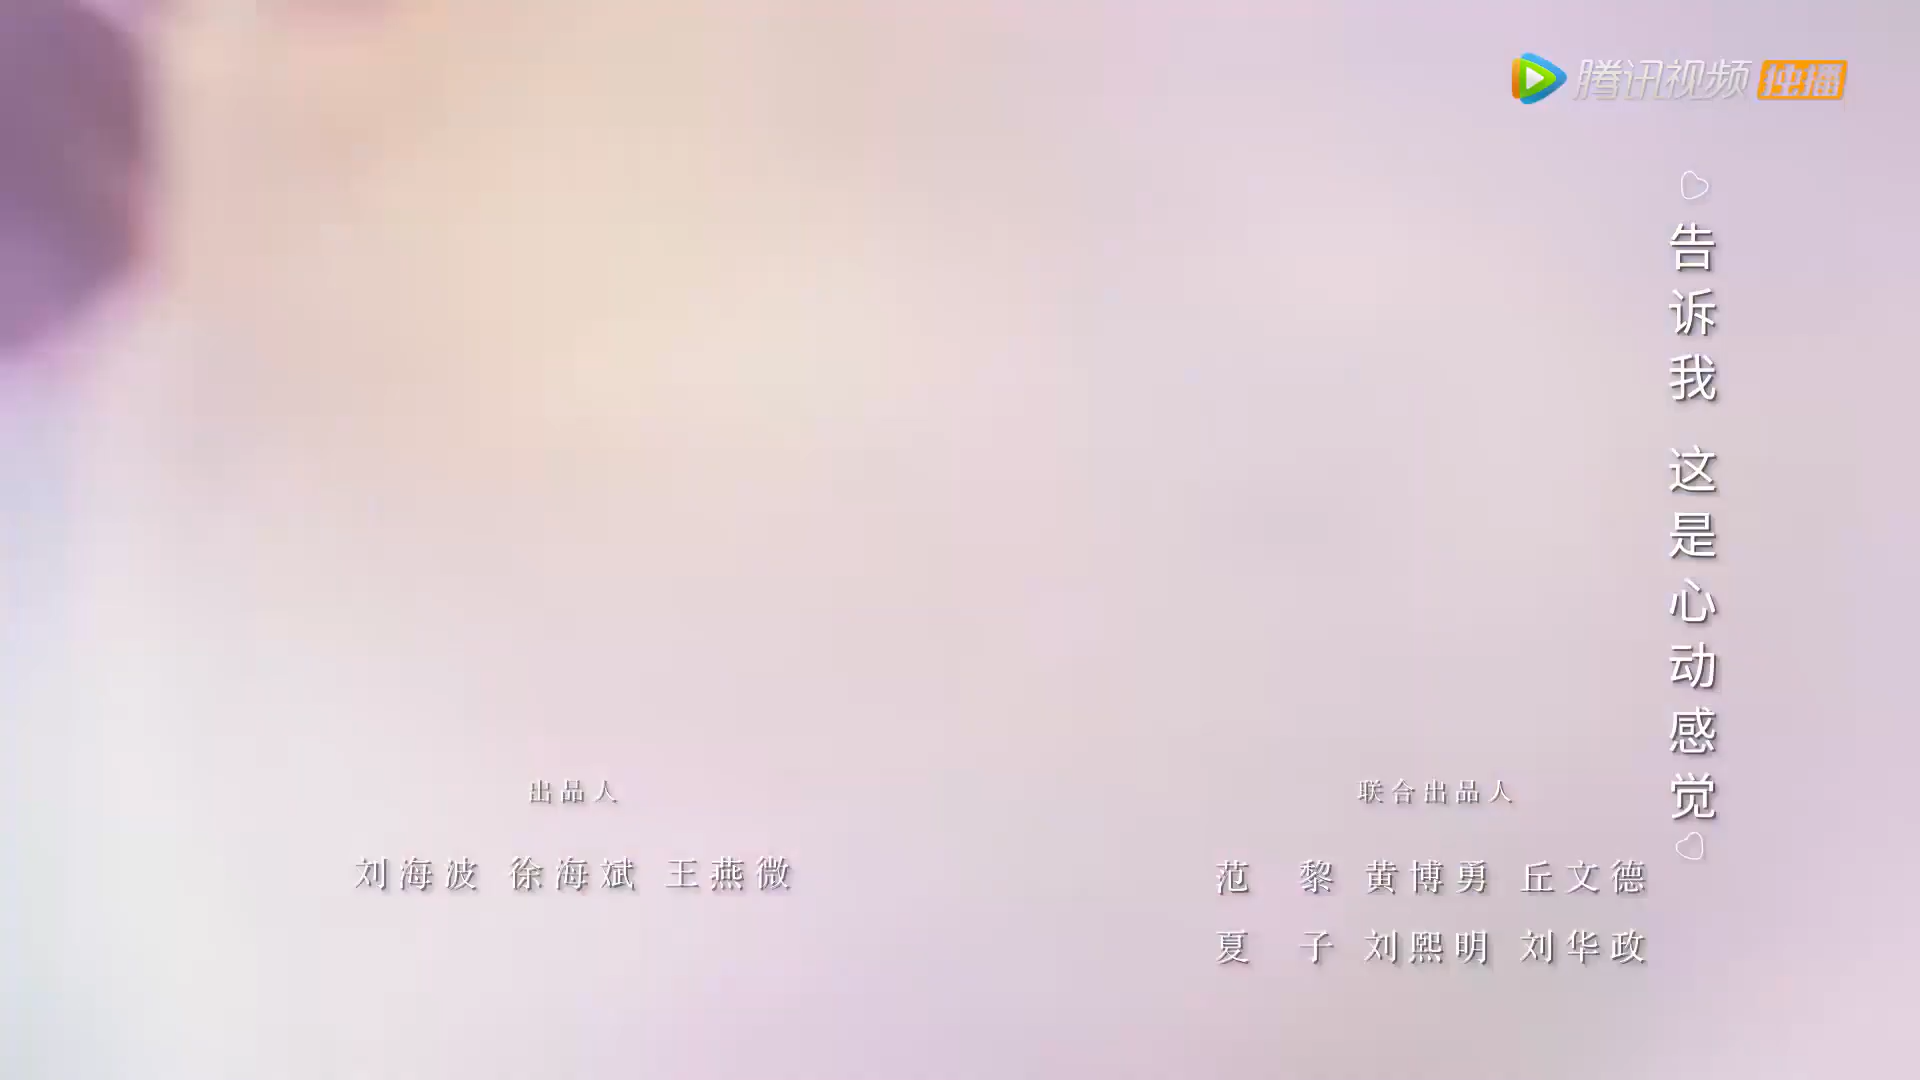 腾讯视频 独播
告诉我 这是心动感觉
出品人
刘海波 徐海斌 王燕微
联合出品人
范 黎 黄博勇 丘文德
夏 子 刘熙明 刘华政